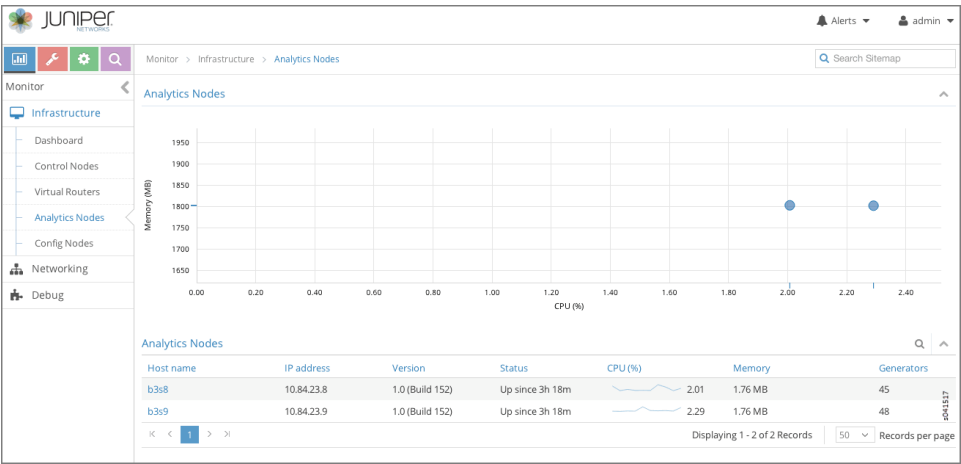 JUNIPER
NETWORKS
Alerts
admin
Monitor > Infrastructure > Analytics Nodes
Search Sitemap
Monitor
Infrastructure
Dashboard
Control Nodes
Virtual Routers
Analytics Nodes
Config Nodes
Networking
Debug
Analytics Nodes
Memory (MB)
1950
1900
1850
1800
1750
1700
1650
0.00 0.20 0.40 0.60 0.80 1.00 1.20 1.40 1.60 1.80 2.00 2.20 2.40
CPU (%)
Analytics Nodes
Host name IP address Version Status CPU (%) Memory Generators
b3s8 10.84.23.8 1.0 (Build 152) Up since 3h 18m 2.01 1.76 MB 45
b3s9 10.84.23.9 1.0 (Build 152) Up since 3h 18m 2.29 1.76 MB 48
1
Displaying 1 - 2 of 2 Records 50 Records per page
s041517